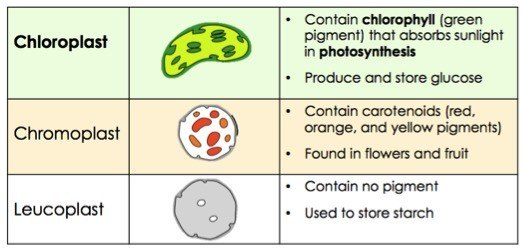 Chloroplast
• Contain chlorophyll (green
pigment) that absorbs sunlight
in photosynthesis
• Produce and store glucose
Chromoplast
• Contain carotenoids (red,
orange, and yellow pigments)
• Found in flowers and fruit
Leucoplast
• Contain no pigment
• Used to store starch